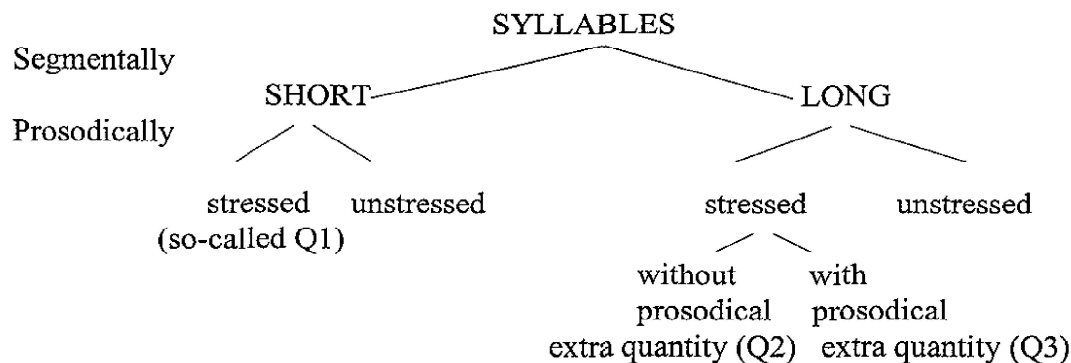 SYLLABLES
Segmentally
SHORT LONG
Prosodically
stressed unstressed stressed unstressed
(so-called Q1)
without with
prosodical prosodical
extra quantity (Q2) extra quantity (Q3)